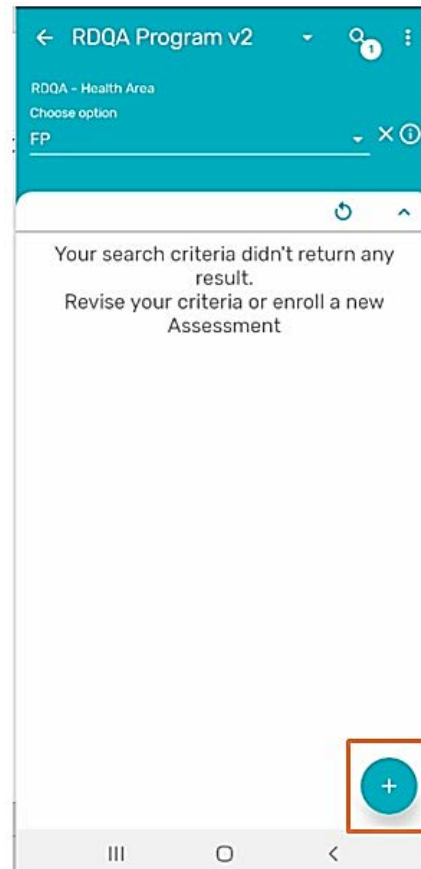 RDQA Program v2
1
RDQA - Health Area
Choose option
FP
Your search criteria didn't return any
result.
Revise your criteria or enroll a new
Assessment
+